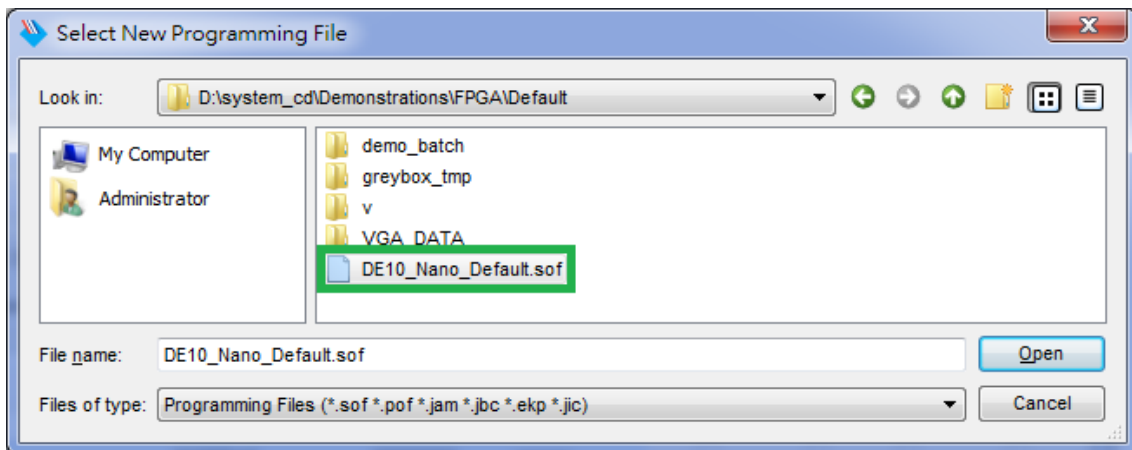 Select New Programming File
Look in: D:\system_cd\Demonstrations\FPGA\Default
My Computer
Administrator
demo_batch
greybox_tmp
v
VGA_DATA
DE10_Nano_Default.sof
File name: DE10_Nano_Default.sof Open
Files of type: Programming Files (*.sof *.pof *.jam *.jbc *.ekp *.jic) Cancel